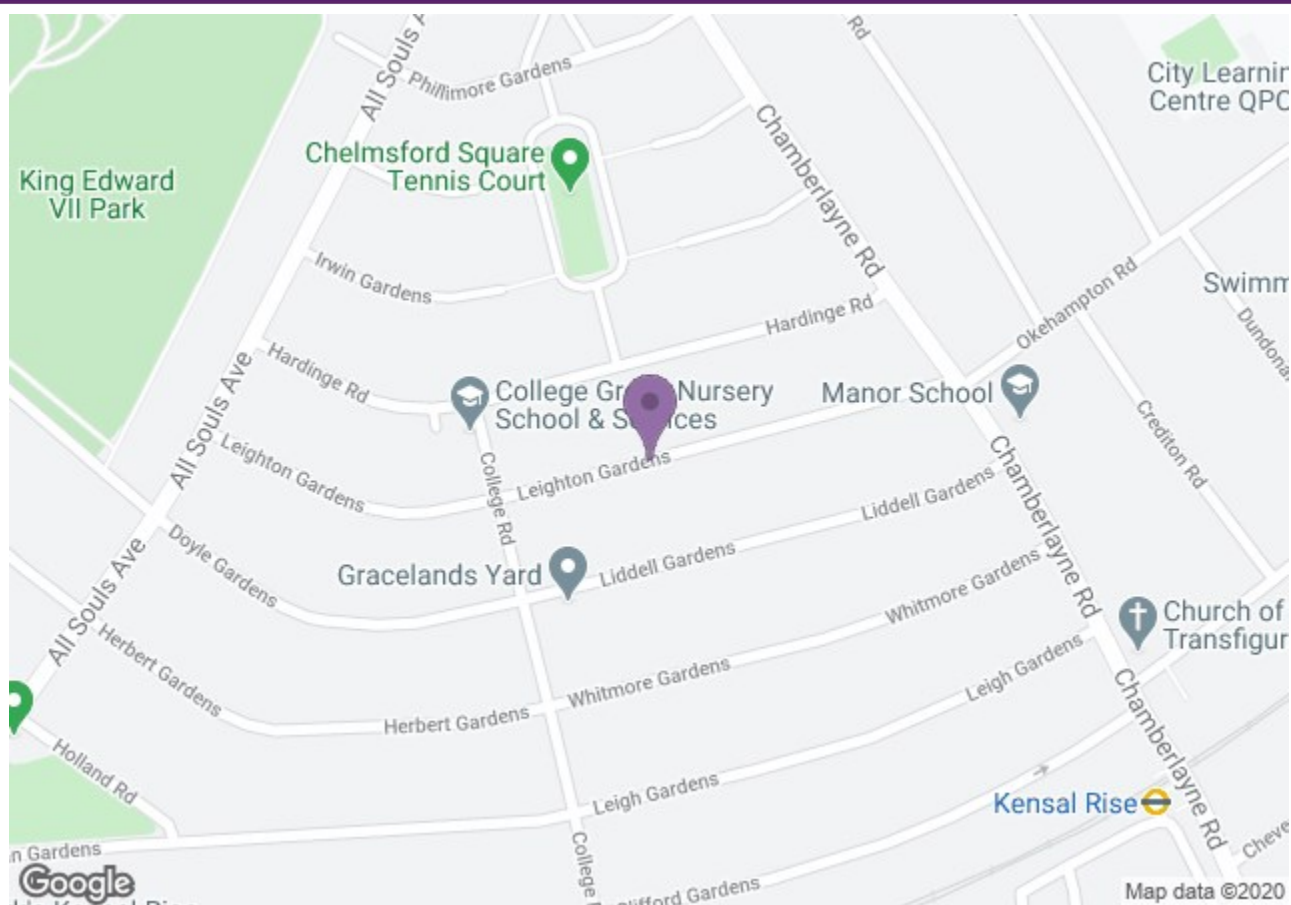 All Souls Ave
Phillimore Gardens
Rd
City Learnin
Centre QPC
Chelmsford Square
Tennis Court
Chamberlayne Rd
King Edward
VII Park
Irwin Gardens
Okehampton Rd
Swimm
Dundona
Hardinge Rd
Hardinge Rd
All Souls Ave
College Gr Nursery
School & S ices
Manor School
Crediton Rd
Leighton Gardens
Leighton Gardens
College Rd
Liddell Gardens
Chamberlayne Rd
Doyle Gardens
Gracelands Yard
Liddell Gardens
Whitmore Gardens
All Souls Ave
Church of
Transfigur
Herbert Gardens
Whitmore Gardens
Leigh Gardens
Herbert Gardens
Chamberlayne Rd
Holland Rd
Leigh Gardens
Kensal Rise
n Gardens
College
Cheve
Clifford Gardens
Google
Map data ©2020